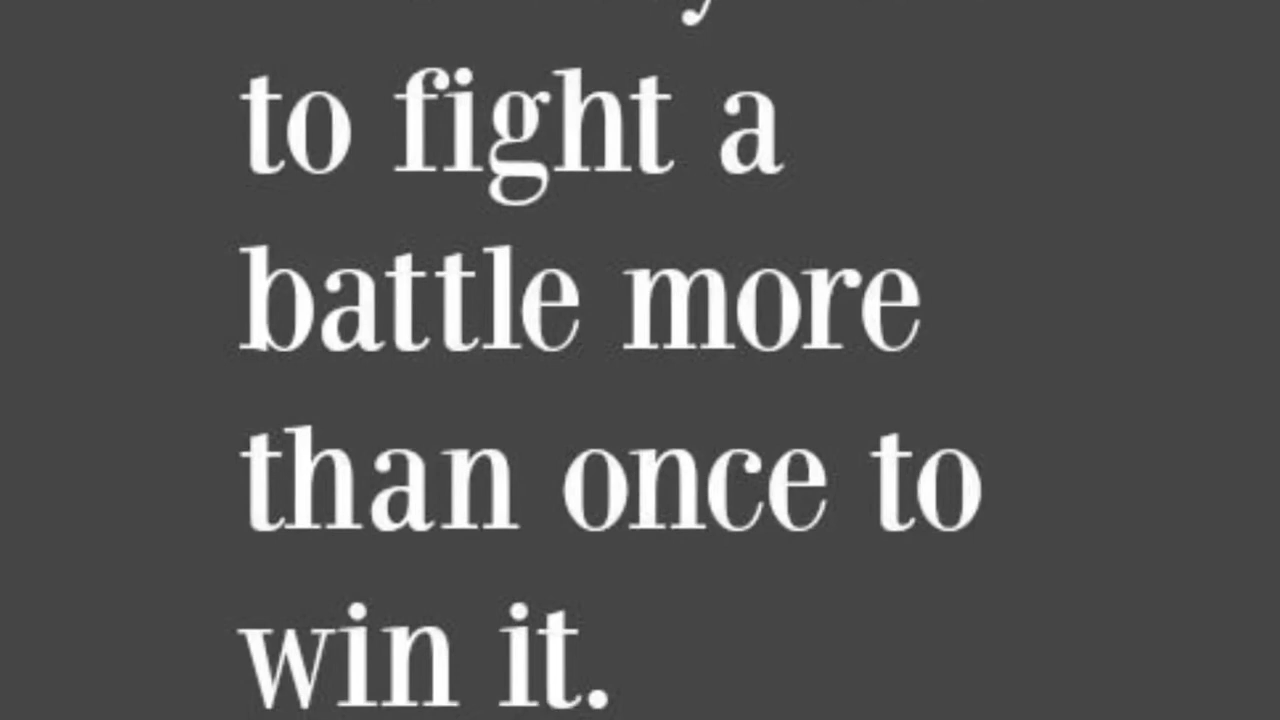 to fight a
battle more
than once to
win it.